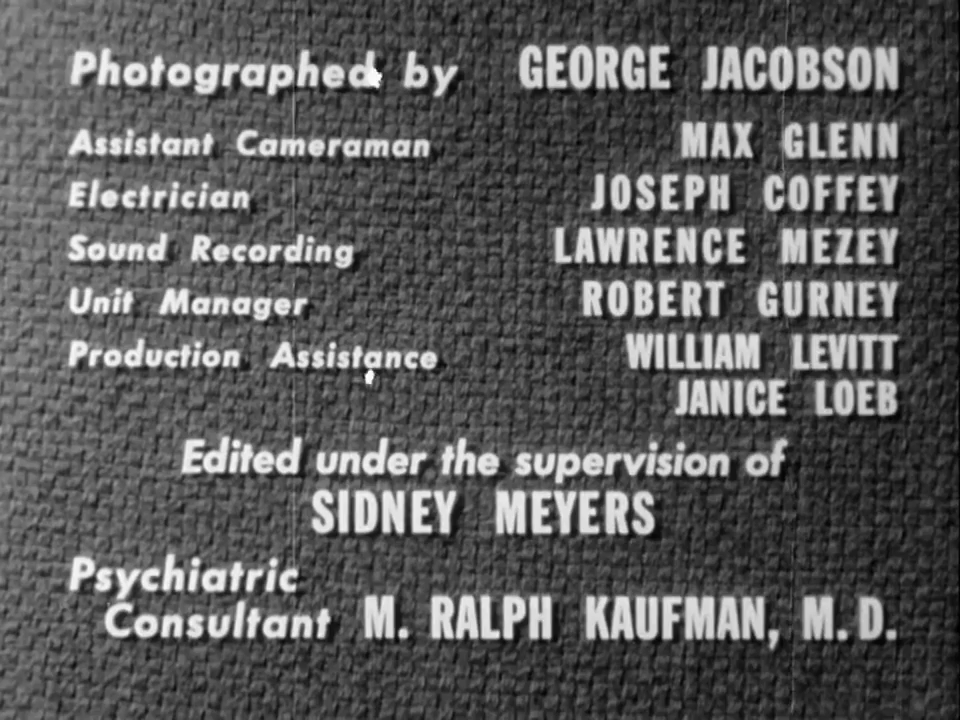 Photographed by GEORGE JACOBSON
Assistant Cameraman MAX GLENN
Electrician JOSEPH COFFEY
Sound Recording LAWRENCE MEZEY
Unit Manager ROBERT GURNEY
Production Assistance WILLIAM LEVITT
JANICE LOEB
Edited under the supervision of
SIDNEY MEYERS
Psychiatric
Consultant M. RALPH KAUFMAN, M.D.